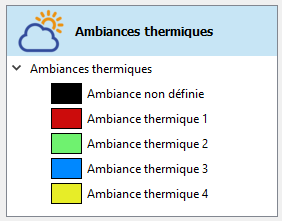 Ambiances thermiques
Ambiances thermiques
Ambiance non définie
Ambiance thermique 1
Ambiance thermique 2
Ambiance thermique 3
Ambiance thermique 4